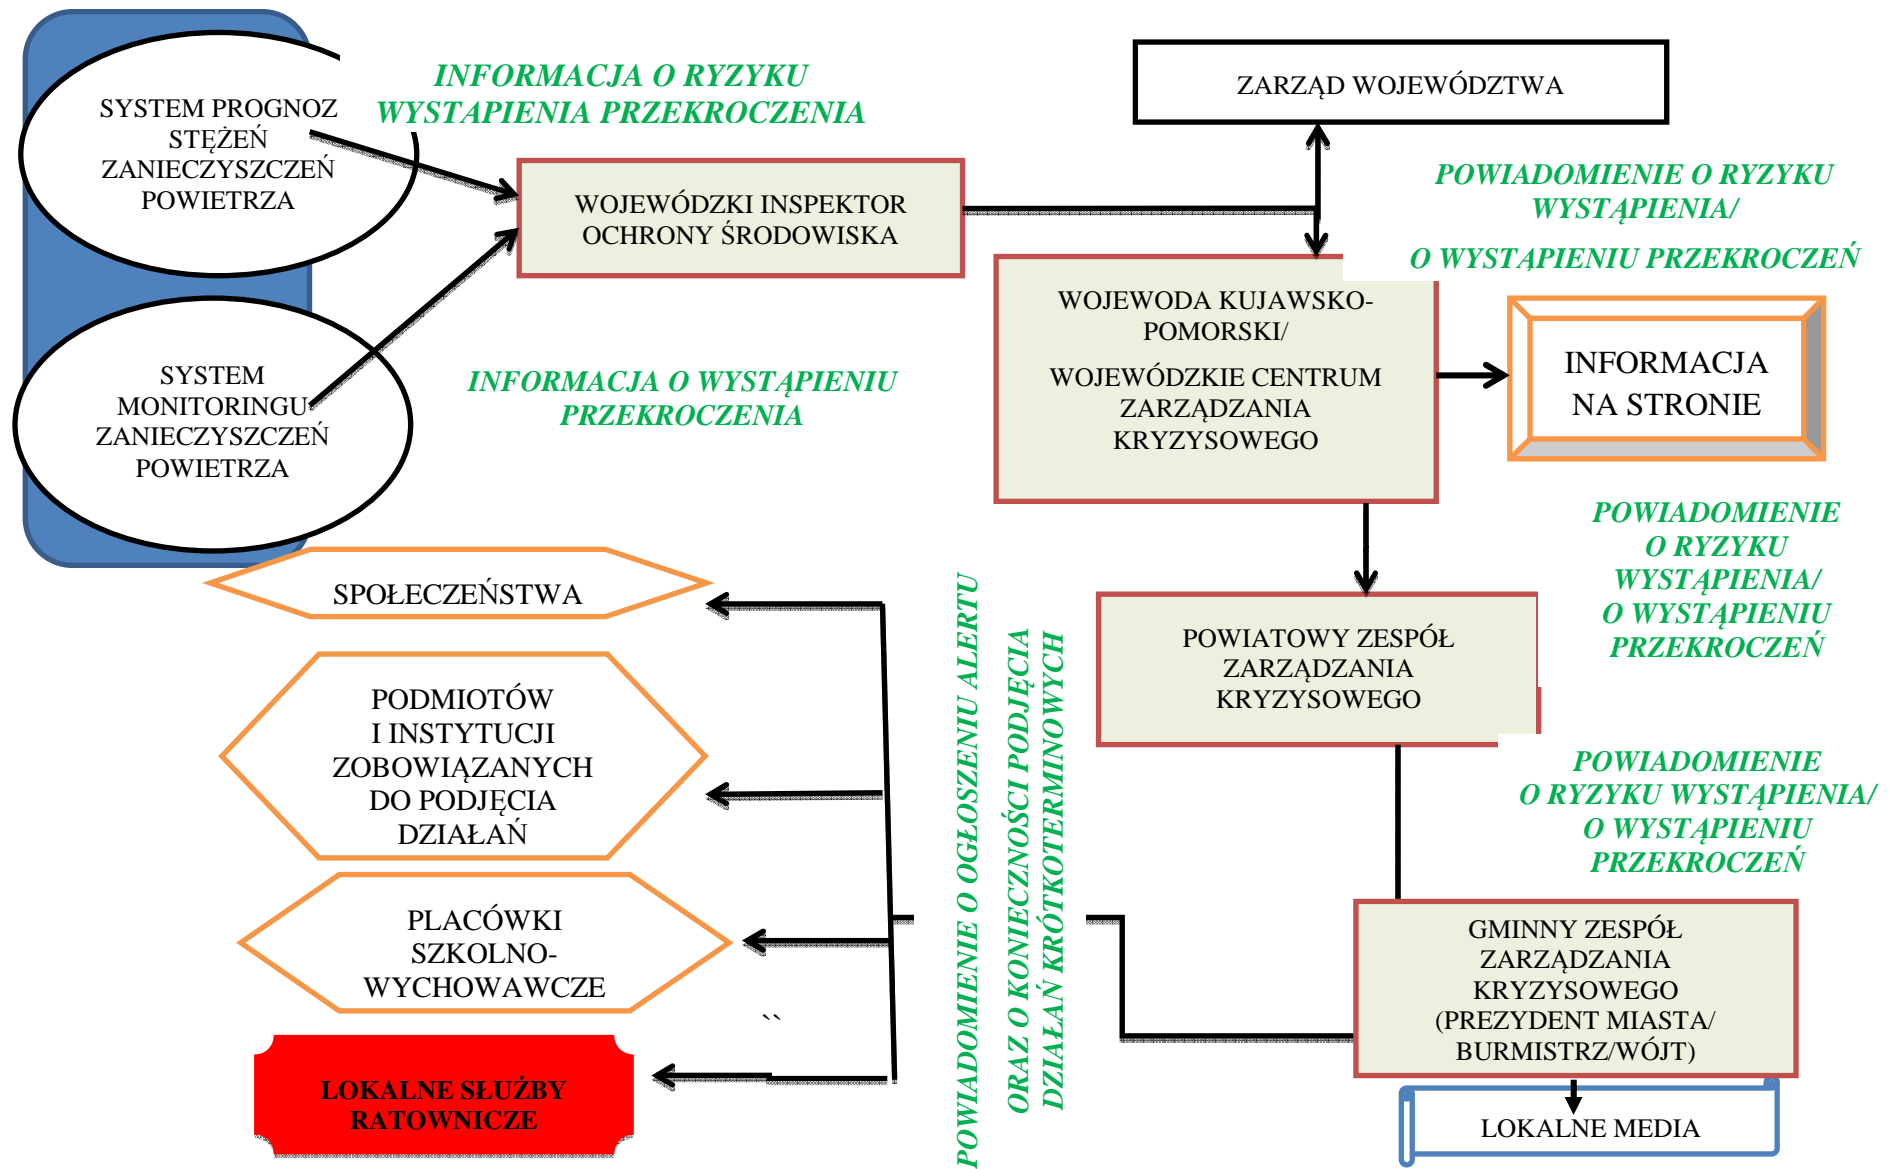 SYSTEM PROGNOZ
STĘŻEŃ
ZANIECZYSZCZEŃ
POWIETRZA
INFORMACJA O RYZYKU
WYSTAPIENIA PRZEKROCZENIA
ZARZĄD WOJEWÓDZTWA
WOJEWÓDZKI INSPEKTOR
OCHRONY ŚRODOWISKA
POWIADOMIENIE O RYZYKU
WYSTĄPIENIA/
O WYSTĄPIENIU PRZEKROCZEŃ
SYSTEM
MONITORINGU
ZANIECZYSZCZEŃ
POWIETRZA
INFORMACJA O WYSTĄPIENIU
PRZEKROCZENIA
WOJEWODA KUJAWSKO-
POMORSKI/
WOJEWÓDZKIE CENTRUM
ZARZĄDZANIA
KRYZYSOWEGO
INFORMACJA
NA STRONIE
POWIADOMIENIE
O RYZYKU
WYSTĄPIENIA/
O WYSTĄPIENIU
PRZEKROCZEŃ
POWIATOWY ZESPÓŁ
ZARZĄDZANIA
KRYZYSOWEGO
POWIADOMIENIE
O RYZYKU WYSTĄPIENIA/
O WYSTĄPIENIU
PRZEKROCZEŃ
GMINNY ZESPÓŁ
ZARZĄDZANIA
KRYZYSOWEGO
(PREZYDENT MIASTA/
BURMISTRZ/WÓJT)
LOKALNE MEDIA
POWIADOMIENIE O OGŁOSZENIU ALERTU
ORAZ O KONIECZNOŚCI PODJĘCIA
DZIAŁAŃ KRÓTKOTERMINOWYCH
SPOŁECZEŃSTWA
PODMIOTÓW
I INSTYTUCJI
ZOBOWIĄZANYCH
DO PODJĘCIA
DZIAŁAŃ
PLACÓWKI
SZKOLNO-
WYCHOWAWCZE
``
LOKALNE SŁUŻBY
RATOWNICZE